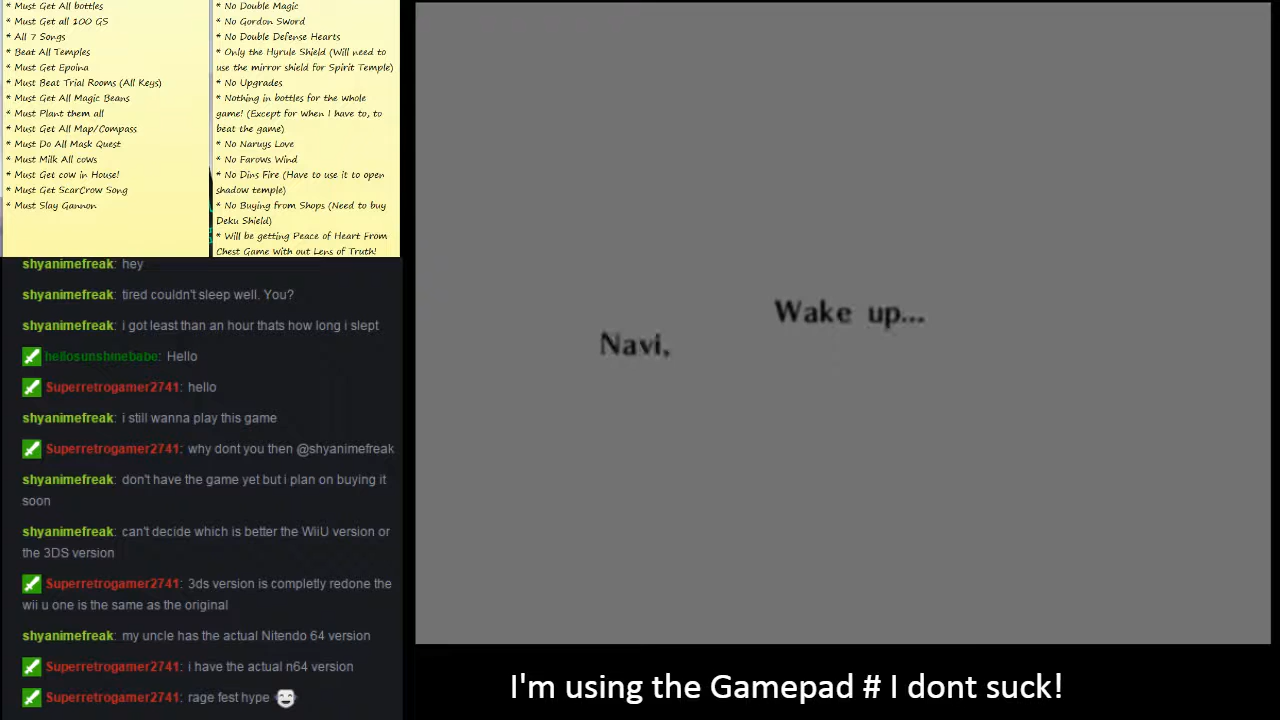 * Must Get All bottles
* Must Get all 100 GS
* All 7 Songs
* Beat All Temples
* Must Get Epoina
* Must Beat Trial Rooms (All Keys)
* Must Get All Magic Beans
* Must Plant them all
* Must Get All Map/Compass
* Must Do All Mask Quest
* Must Milk All cows
* Must Get cow in House!
* Must Get ScarCrow Song
* Must Slay Gannon
* No Double Magic
* No Gordon Sword
* No Double Defense Hearts
* Only the Hyrule Shield (Will need to
use the mirror shield for Spirit Temple)
* No Upgrades
* Nothing in bottles for the whole
game! (Except for when I have to, to
beat the game)
* No Naruys Love
* No Farows Wind
* No Dins Fire (Have to use it to open
shadow temple)
* No Buying from Shops (Need to buy
Deku Shield)
* Will be getting Peace of Heart From
Chest Game With out Lens of Truth!
shyanimefreak: hey
shyanimefreak: tired couldn't sleep well. You?
shyanimefreak: i got least than an hour thats how long i slept
hellosunshinebabe: Hello
Superretrogamer2741: hello
shyanimefreak: i still wanna play this game
Superretrogamer2741: why dont you then @shyanimefreak
shyanimefreak: don't have the game yet but i plan on buying it
soon
shyanimefreak: can't decide which is better the WiiU version or
the 3DS version
Superretrogamer2741: 3ds version is completly redone the
wii u one is the same as the original
shyanimefreak: my uncle has the actual Nitendo 64 version
Superretrogamer2741: i have the actual n64 version
Superretrogamer2741: rage fest hype
Wake up...
Navi,
I'm using the Gamepad # I dont suck!